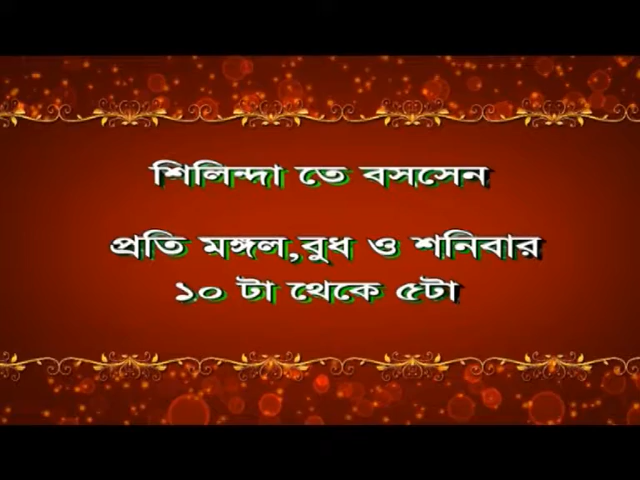 শিলিন্দা তে বসসেন
প্রতি মঙ্গল,বুধ ও শনিবার
১০ টা থেকে ৫টা